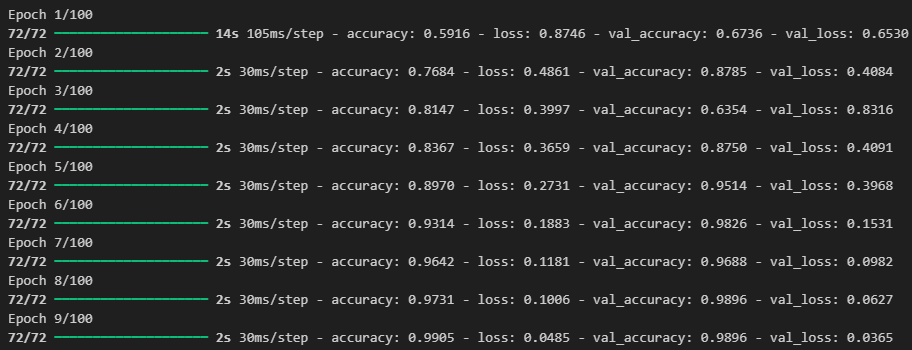 Epoch 1/100
72/72 ━━━━━━━━━━━━━━━━━━━━ 14s 105ms/step - accuracy: 0.5916 - loss: 0.8746 - val_accuracy: 0.6736 - val_loss: 0.6530
Epoch 2/100
72/72 ━━━━━━━━━━━━━━━━━━━━ 2s 30ms/step - accuracy: 0.7684 - loss: 0.4861 - val_accuracy: 0.8785 - val_loss: 0.4084
Epoch 3/100
72/72 ━━━━━━━━━━━━━━━━━━━━ 2s 30ms/step - accuracy: 0.8147 - loss: 0.3997 - val_accuracy: 0.6354 - val_loss: 0.8316
Epoch 4/100
72/72 ━━━━━━━━━━━━━━━━━━━━ 2s 30ms/step - accuracy: 0.8367 - loss: 0.3659 - val_accuracy: 0.8750 - val_loss: 0.4091
Epoch 5/100
72/72 ━━━━━━━━━━━━━━━━━━━━ 2s 30ms/step - accuracy: 0.8970 - loss: 0.2731 - val_accuracy: 0.9514 - val_loss: 0.3968
Epoch 6/100
72/72 ━━━━━━━━━━━━━━━━━━━━ 2s 30ms/step - accuracy: 0.9314 - loss: 0.1883 - val_accuracy: 0.9826 - val_loss: 0.1531
Epoch 7/100
72/72 ━━━━━━━━━━━━━━━━━━━━ 2s 30ms/step - accuracy: 0.9642 - loss: 0.1181 - val_accuracy: 0.9688 - val_loss: 0.0982
Epoch 8/100
72/72 ━━━━━━━━━━━━━━━━━━━━ 2s 30ms/step - accuracy: 0.9731 - loss: 0.1006 - val_accuracy: 0.9896 - val_loss: 0.0627
Epoch 9/100
72/72 ━━━━━━━━━━━━━━━━━━━━ 2s 30ms/step - accuracy: 0.9905 - loss: 0.0485 - val_accuracy: 0.9896 - val_loss: 0.0365